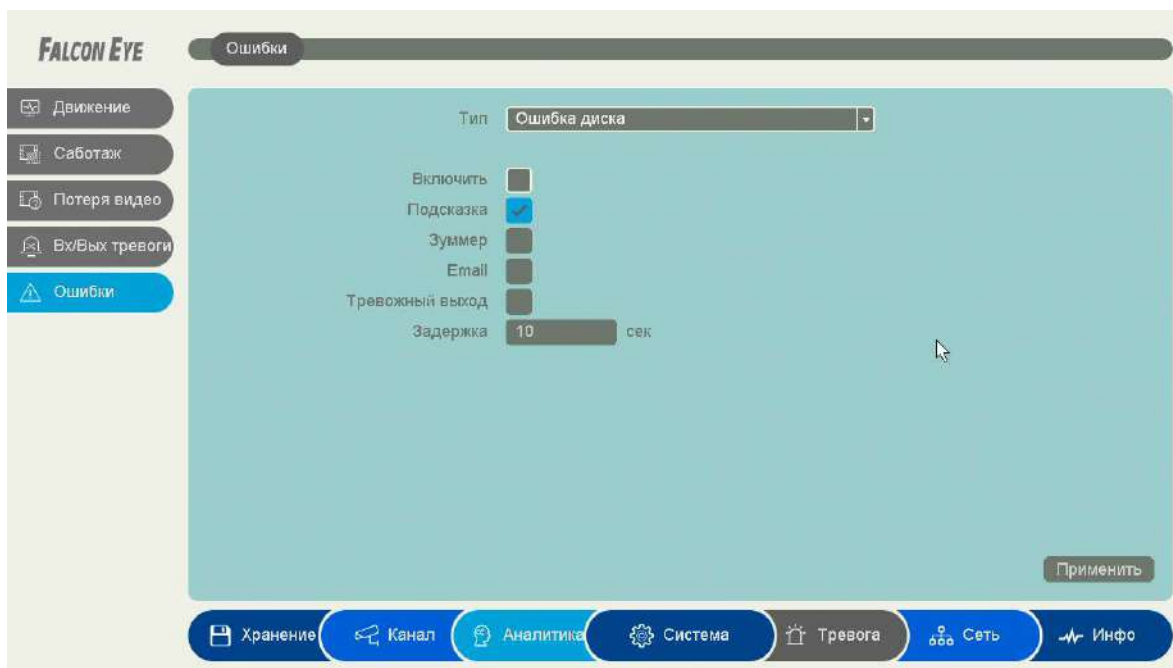 FALCON EYE
Ошибки
Движение
Саботаж
Потеря видео
Вх/Вых тревоги
Ошибки
Тип Ошибка диска
Включить
Подсказка
Зуммер
Email
Тревожный выход
Задержка 10 сек
Применить
Хранение Канал Аналитика Система Тревога Сеть Инфо